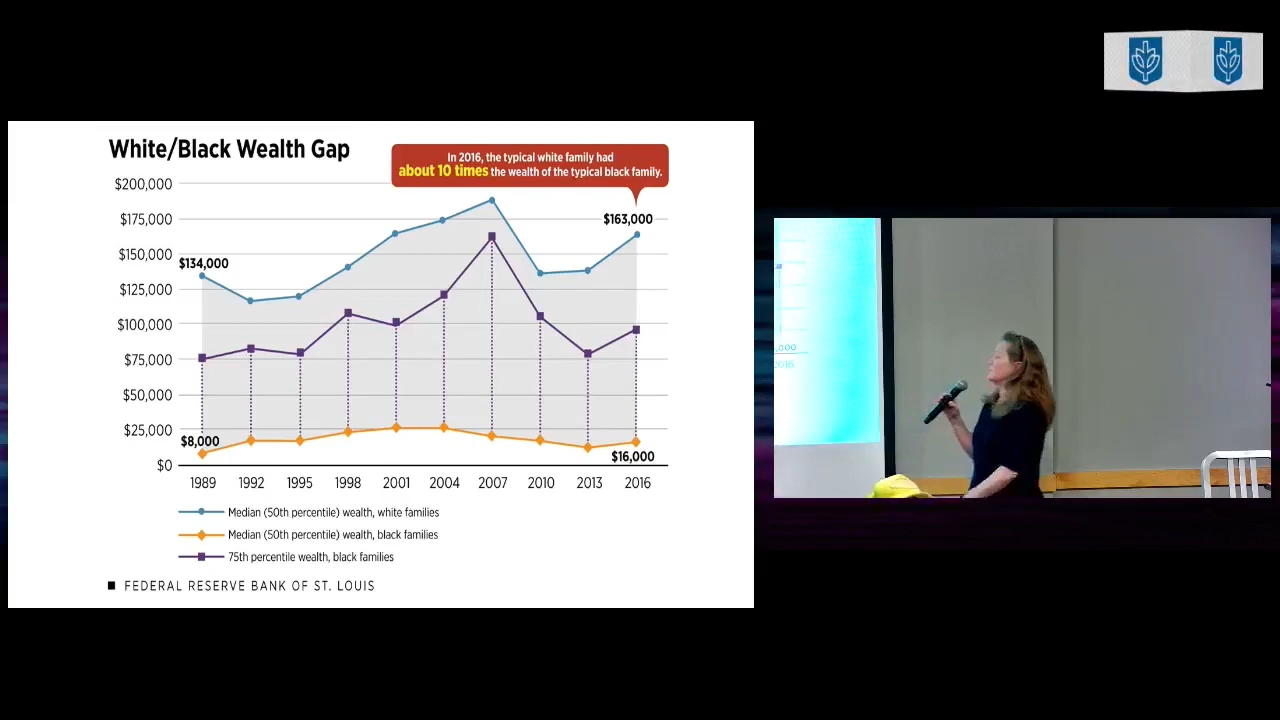 White/Black Wealth Gap
In 2016, the typical white family had
about 10 times the wealth of the typical black family.
$200,000
$175,000
$150,000
$125,000
$100,000
$75,000
$50,000
$25,000
$0
$134,000
$163,000
$8,000
$16,000
1989 1992 1995 1998 2001 2004 2007 2010 2013 2016
Median (50th percentile) wealth, white families
Median (50th percentile) wealth, black families
75th percentile wealth, black families
FEDERAL RESERVE BANK OF ST. LOUIS
,000
2016